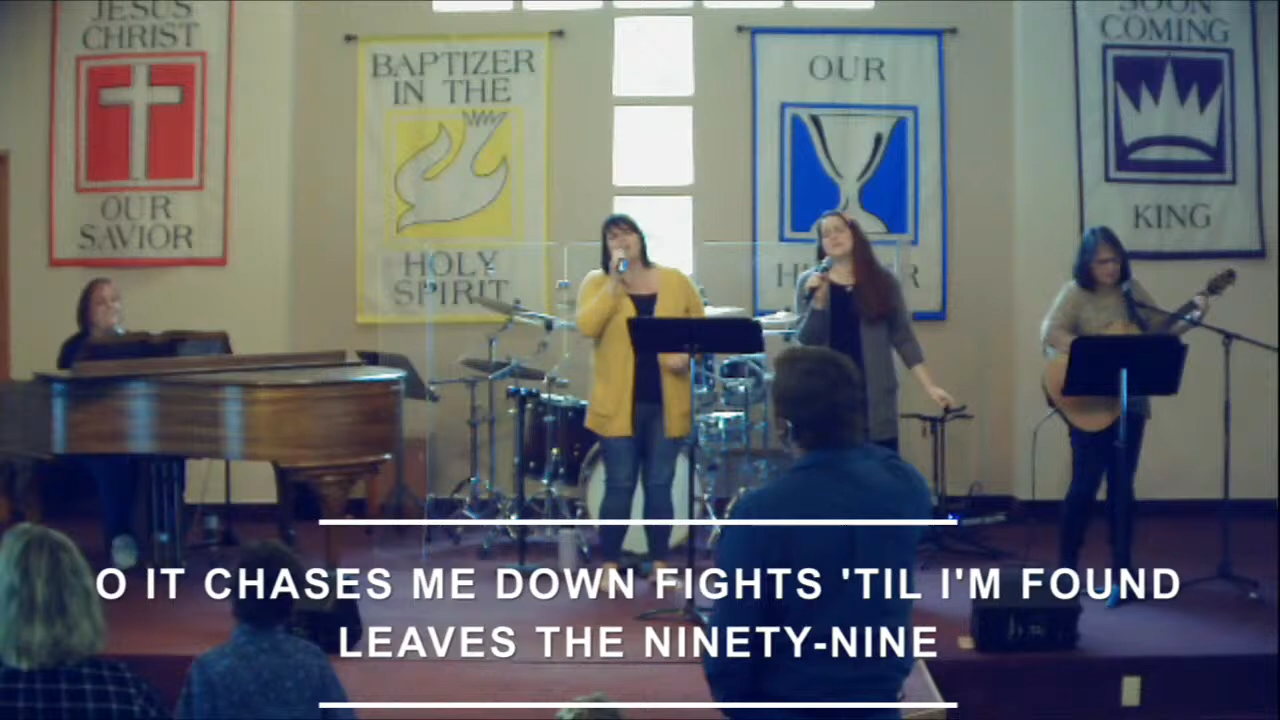 JESUS
CHRIST
OUR
SAVIOR
BAPTIZER
IN THE
HOLY
SPIRIT
OUR
SOON
COMING
KING
O IT CHASES ME DOWN FIGHTS 'TIL I'M FOUND
LEAVES THE NINETY-NINE